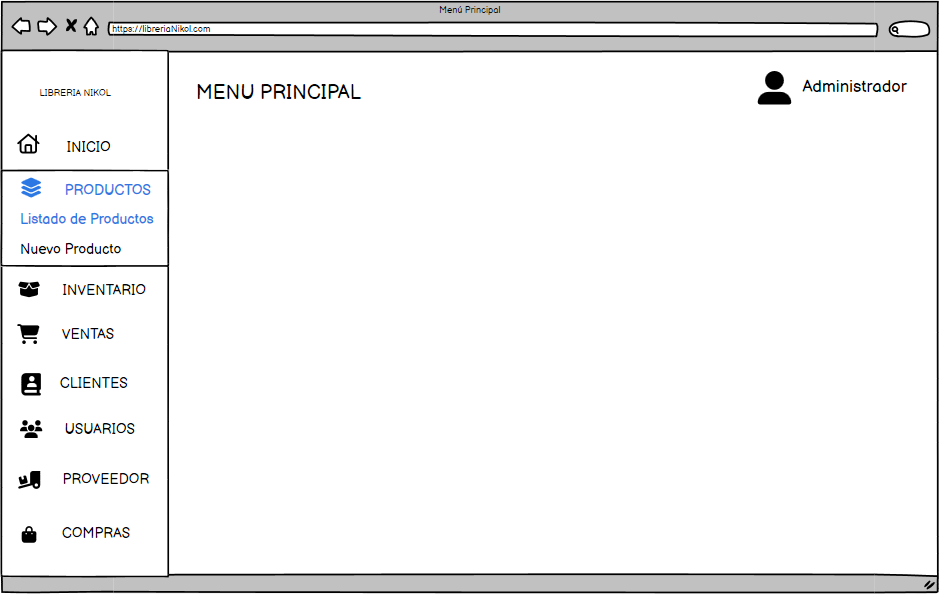 Menú Principal
https://libreriaNikol.com
LIBRERIA NIKOL
MENU PRINCIPAL
Administrador
INICIO
PRODUCTOS
Listado de Productos
Nuevo Producto
INVENTARIO
VENTAS
CLIENTES
USUARIOS
PROVEEDOR
COMPRAS